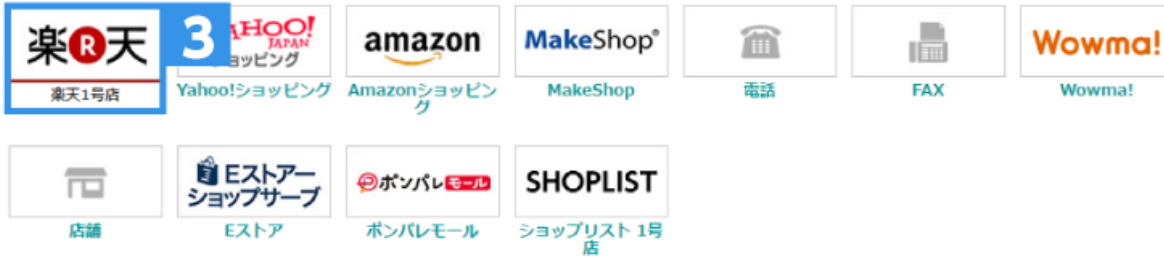 楽R天
3
AHOO!
JAPAN
ョッピング
amazon
MakeShop®
Wowma!
楽天1号店
Yahoo!ショッピング
Amazonショッピン
グ
MakeShop
電話
FAX
Wowma!
Eストアー
ショップサーブ
ポンパレモール
SHOPLIST
店舗
Eストア
ポンパレモール
ショップリスト 1号
店